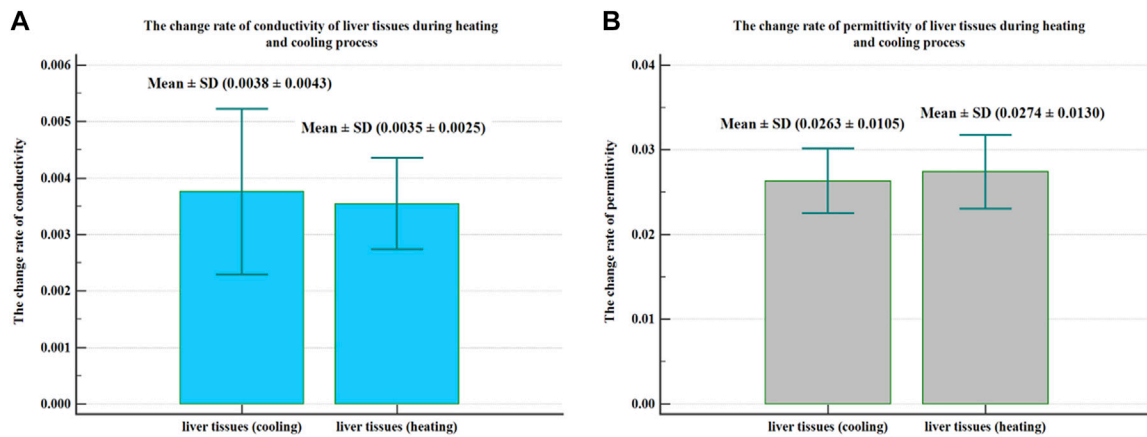 A
The change rate of conductivity of liver tissues during heating
and cooling process
The change rate of conductivity
0.006
0.005
0.004
0.003
0.002
0.001
0.000
Mean ± SD (0.0038 ± 0.0043)
Mean ± SD (0.0035 ± 0.0025)
liver tissues (cooling)
liver tissues (heating)
B
The change rate of permittivity of liver tissues during heating
and cooling process
The change rate of permittivity
0.04
0.03
0.02
0.01
0.00
Mean ± SD (0.0263 ± 0.0105)
Mean ± SD (0.0274 ± 0.0130)
liver tissues (cooling)
liver tissues (heating)